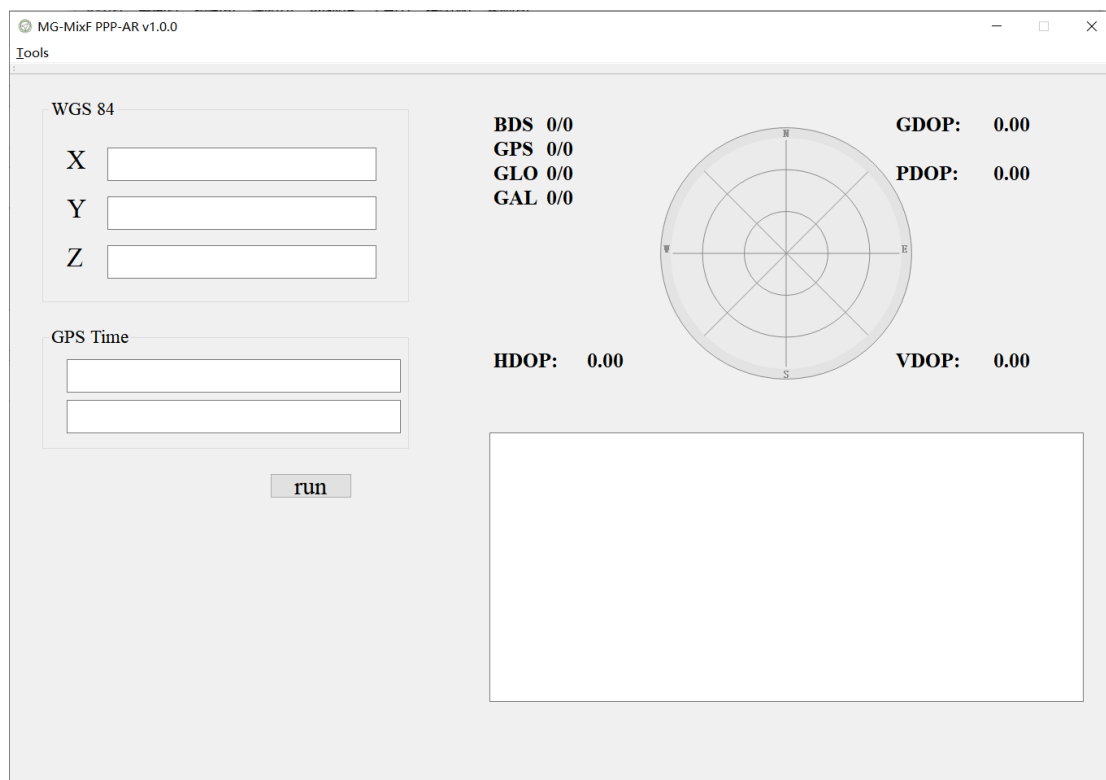 MG-MixF PPP-AR v1.0.0
Tools
WGS 84
X
Y
Z
GPS Time
run
BDS 0/0
GPS 0/0
GLO 0/0
GAL 0/0
N
W
E
S
GDOP: 0.00
PDOP: 0.00
HDOP: 0.00
VDOP: 0.00